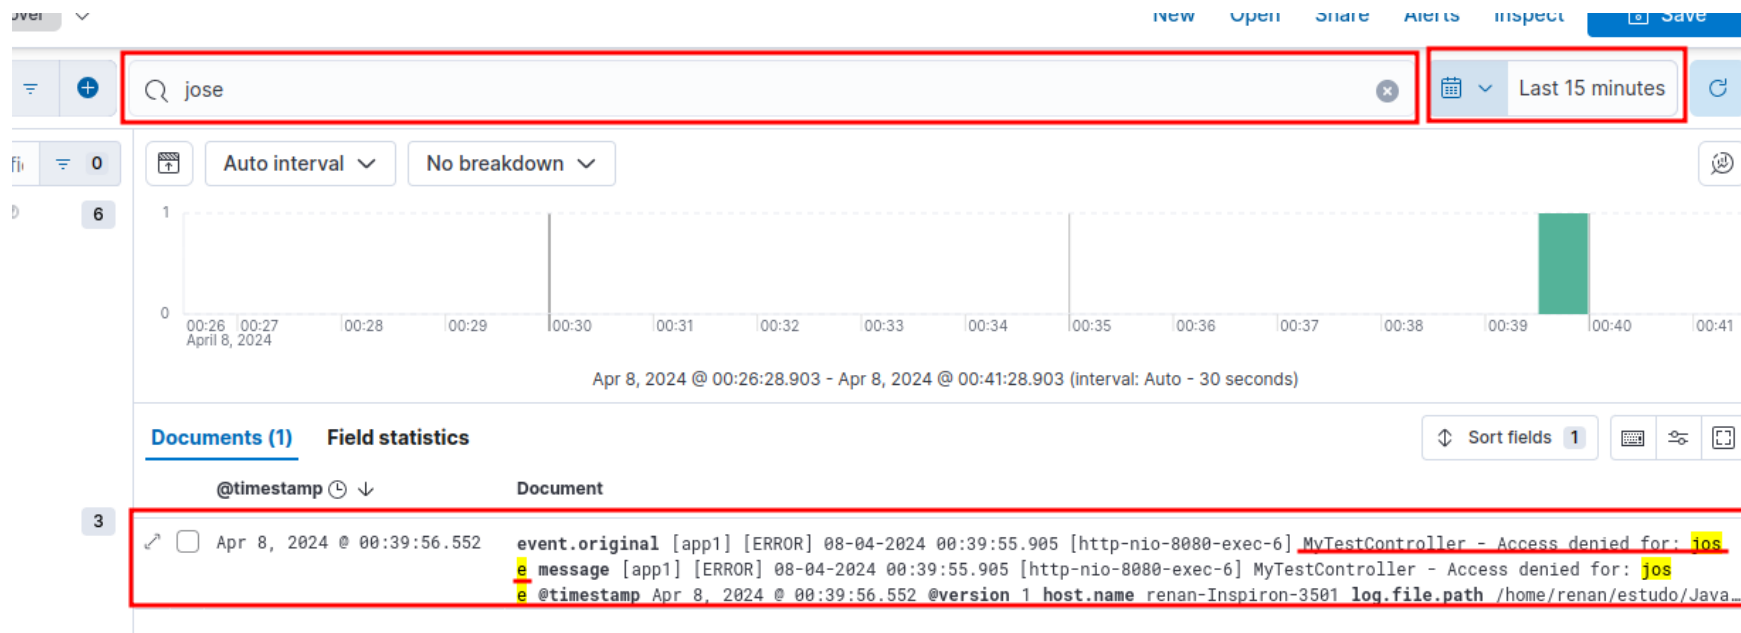 New Open Share Alerts Inspect Save
jose Last 15 minutes
0 Auto interval No breakdown
6
1
0
00:26 00:27 00:28 00:29 00:30 00:31 00:32 00:33 00:34 00:35 00:36 00:37 00:38 00:39 00:40 00:41
April 8, 2024
Apr 8, 2024 @ 00:26:28.903 - Apr 8, 2024 @ 00:41:28.903 (interval: Auto - 30 seconds)
Documents (1) Field statistics Sort fields 1
@timestamp Document
3
Apr 8, 2024 @ 00:39:56.552 event.original [app1] [ERROR] 08-04-2024 00:39:55.905 [http-nio-8080-exec-6] MyTestController - Access denied for: jos
e message [app1] [ERROR] 08-04-2024 00:39:55.905 [http-nio-8080-exec-6] MyTestController - Access denied for: jos
e @timestamp Apr 8, 2024 @ 00:39:56.552 @version 1 host.name renan-Inspiron-3501 log.file.path /home/renan/estudo/Java…